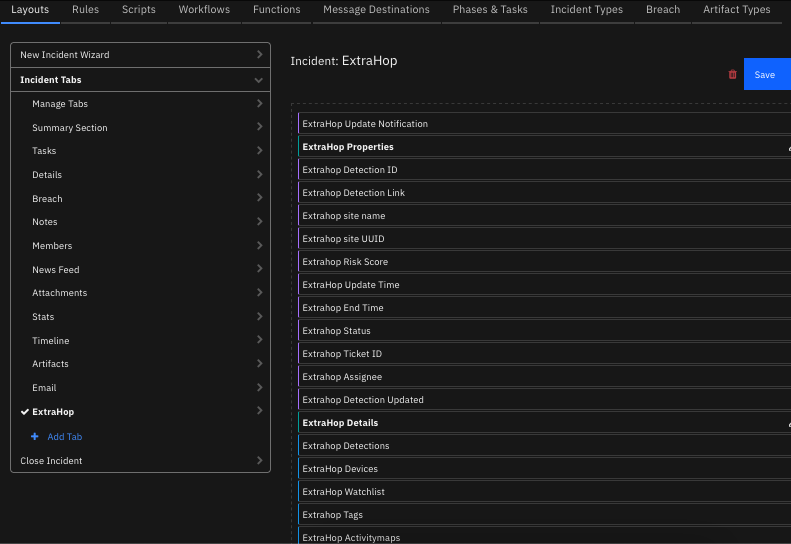 Layouts Rules Scripts Workflows Functions Message Destinations Phases & Tasks Incident Types Breach Artifact Types
New Incident Wizard
Incident Tabs
Manage Tabs
Summary Section
Tasks
Details
Breach
Notes
Members
News Feed
Attachments
Stats
Timeline
Artifacts
Email
ExtraHop
Add Tab
Close Incident
Incident: ExtraHop
Save
ExtraHop Update Notification
ExtraHop Properties
Extrahop Detection ID
Extrahop Detection Link
Extrahop site name
Extrahop site UUID
Extrahop Risk Score
ExtraHop Update Time
Extrahop End Time
Extrahop Status
Extrahop Ticket ID
Extrahop Assignee
Extrahop Detection Updated
ExtraHop Details
Extrahop Detections
ExtraHop Devices
ExtraHop Watchlist
Extrahop Tags
ExtraHop Activitymaps